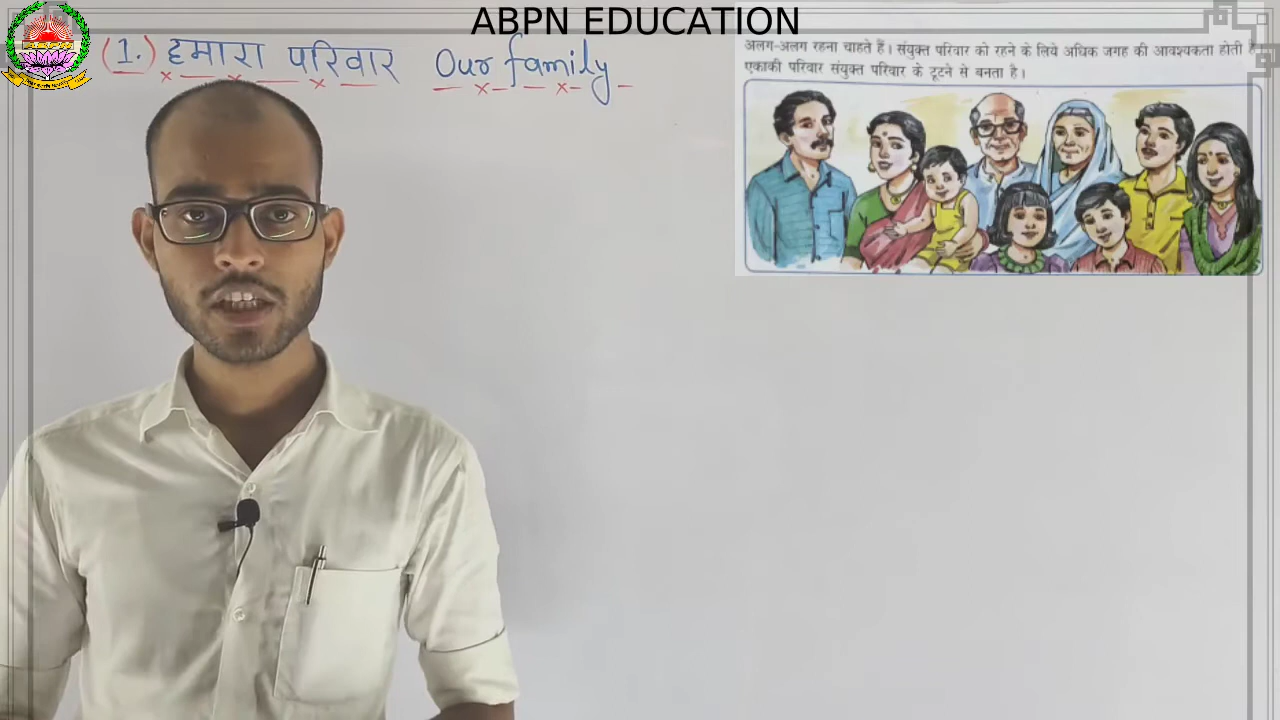 ABPN EDUCATION
(1.) हमारा परिवार Our family
अलग-अलग रहना चाहते हैं। संयुक्त परिवार को रहने के लिये अधिक जगह की आवश्यकता होती है
एकाकी परिवार संयुक्त परिवार के टूटने से बनता है।